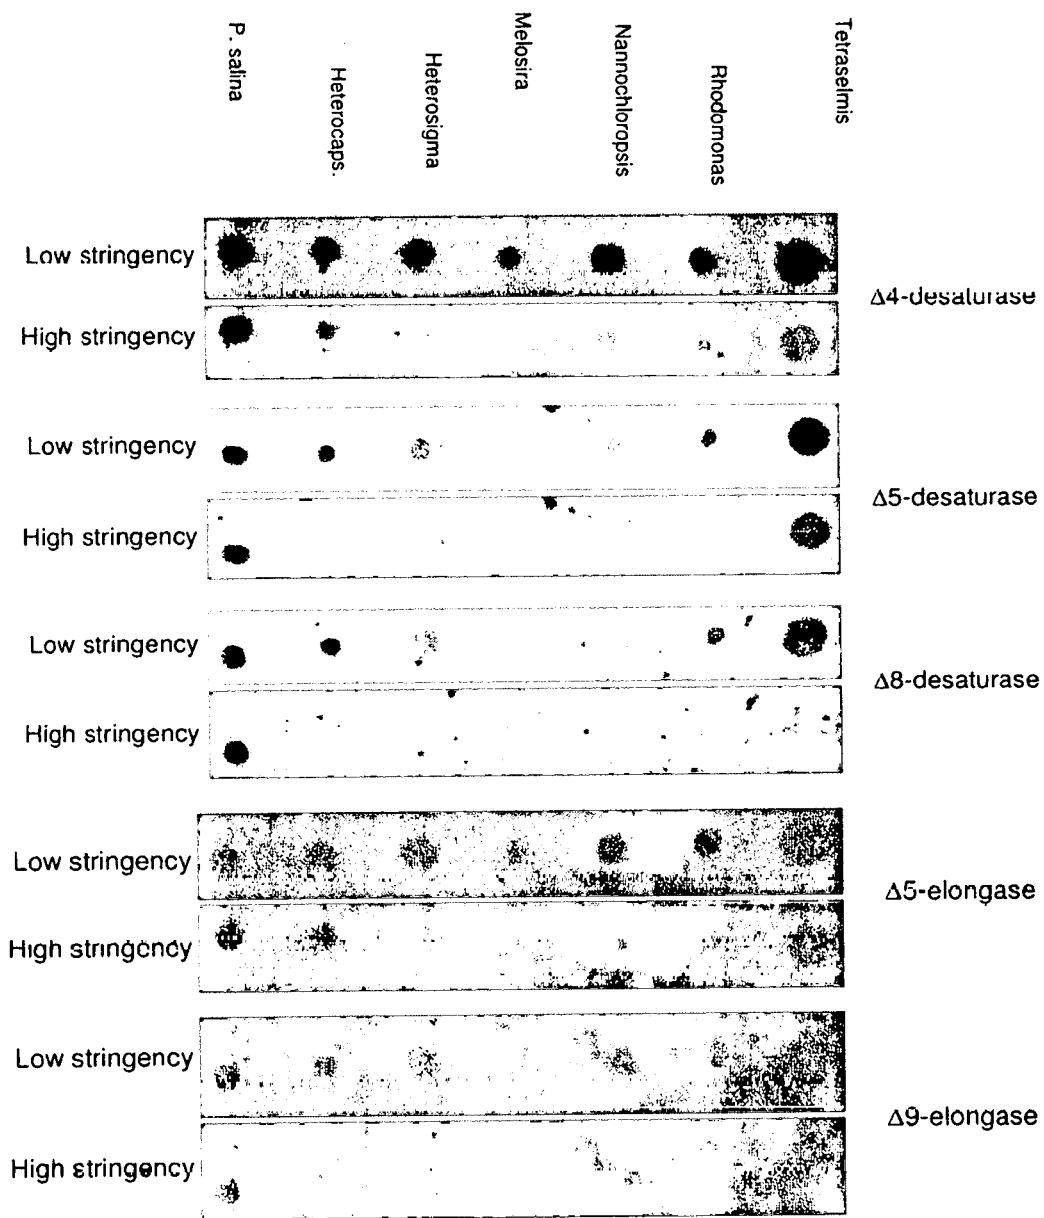 P. salina
Heterocaps.
Heterosigma
Melosira
Nannochloropsis
Rhodomonas
Tetraselmis
Low stringency
Δ4-desaturase
High stringency
Low stringency
Δ5-desaturase
High stringency
Low stringency
Δ8-desaturase
High stringency
Low stringency
Δ5-elongase
High stringency
Low stringency
Δ9-elongase
High stringency